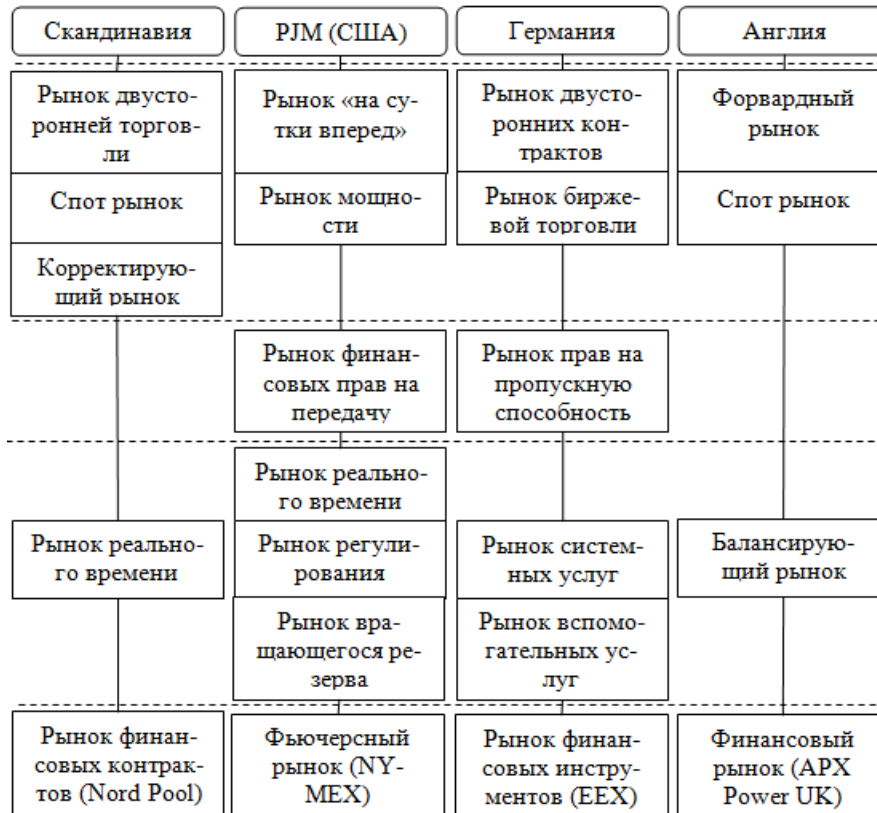 Скандинавия
PJM (США)
Германия
Англия
Рынок двусто-
ронней торгов-
ли
Рынок «на су-
тки вперед»
Рынок двусто-
ронних кон-
трактов
Форвардный
рынок
Спот рынок
Рынок мощно-
сти
Рынок бирже-
вой торговли
Спот рынок
Корректирую-
щий рынок
Рынок финан-
совых прав на
передачу
Рынок прав на
пропускную
способность
Рынок реально-
го времени
Рынок реально-
го времени
Рынок регули-
рования
Рынок систем-
ных услуг
Балансирую-
щий рынок
Рынок вра-
щающегося ре-
зерва
Рынок вспомо-
гательных ус-
луг
Рынок финан-
совых контрак-
тов (Nord Pool)
Фьючерсный
рынок (NY-
MEX)
Рынок финан-
совых инстру-
ментов (EEX)
Финансовый
рынок (APX
Power UK)